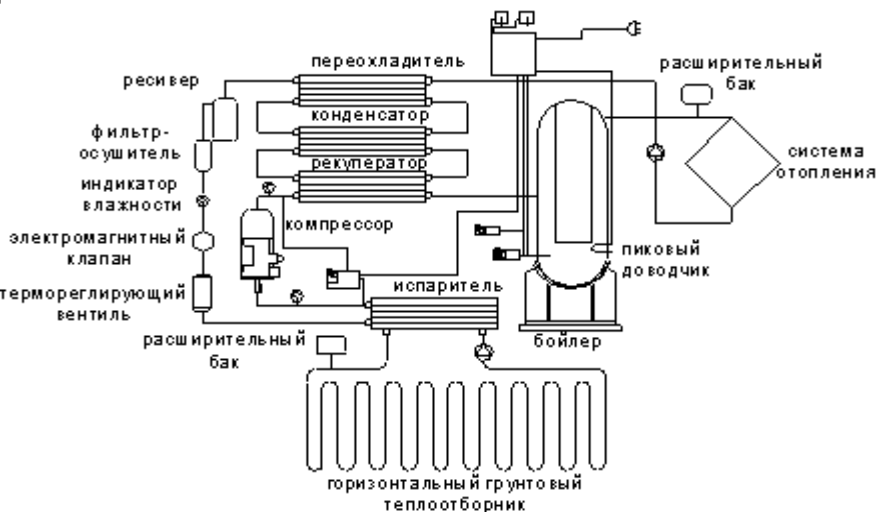 переохладитель
ресивер
расширительный
бак
конденсатор
фильтр-
осушитель
рекуператор
система
отопления
индикатор
влажности
компрессор
электромагнитный
клапан
пиковый
доводчик
испаритель
термореглирующий
вентиль
расширительный
бак
бойлер
горизонтальный грунтовый
теплоотборник